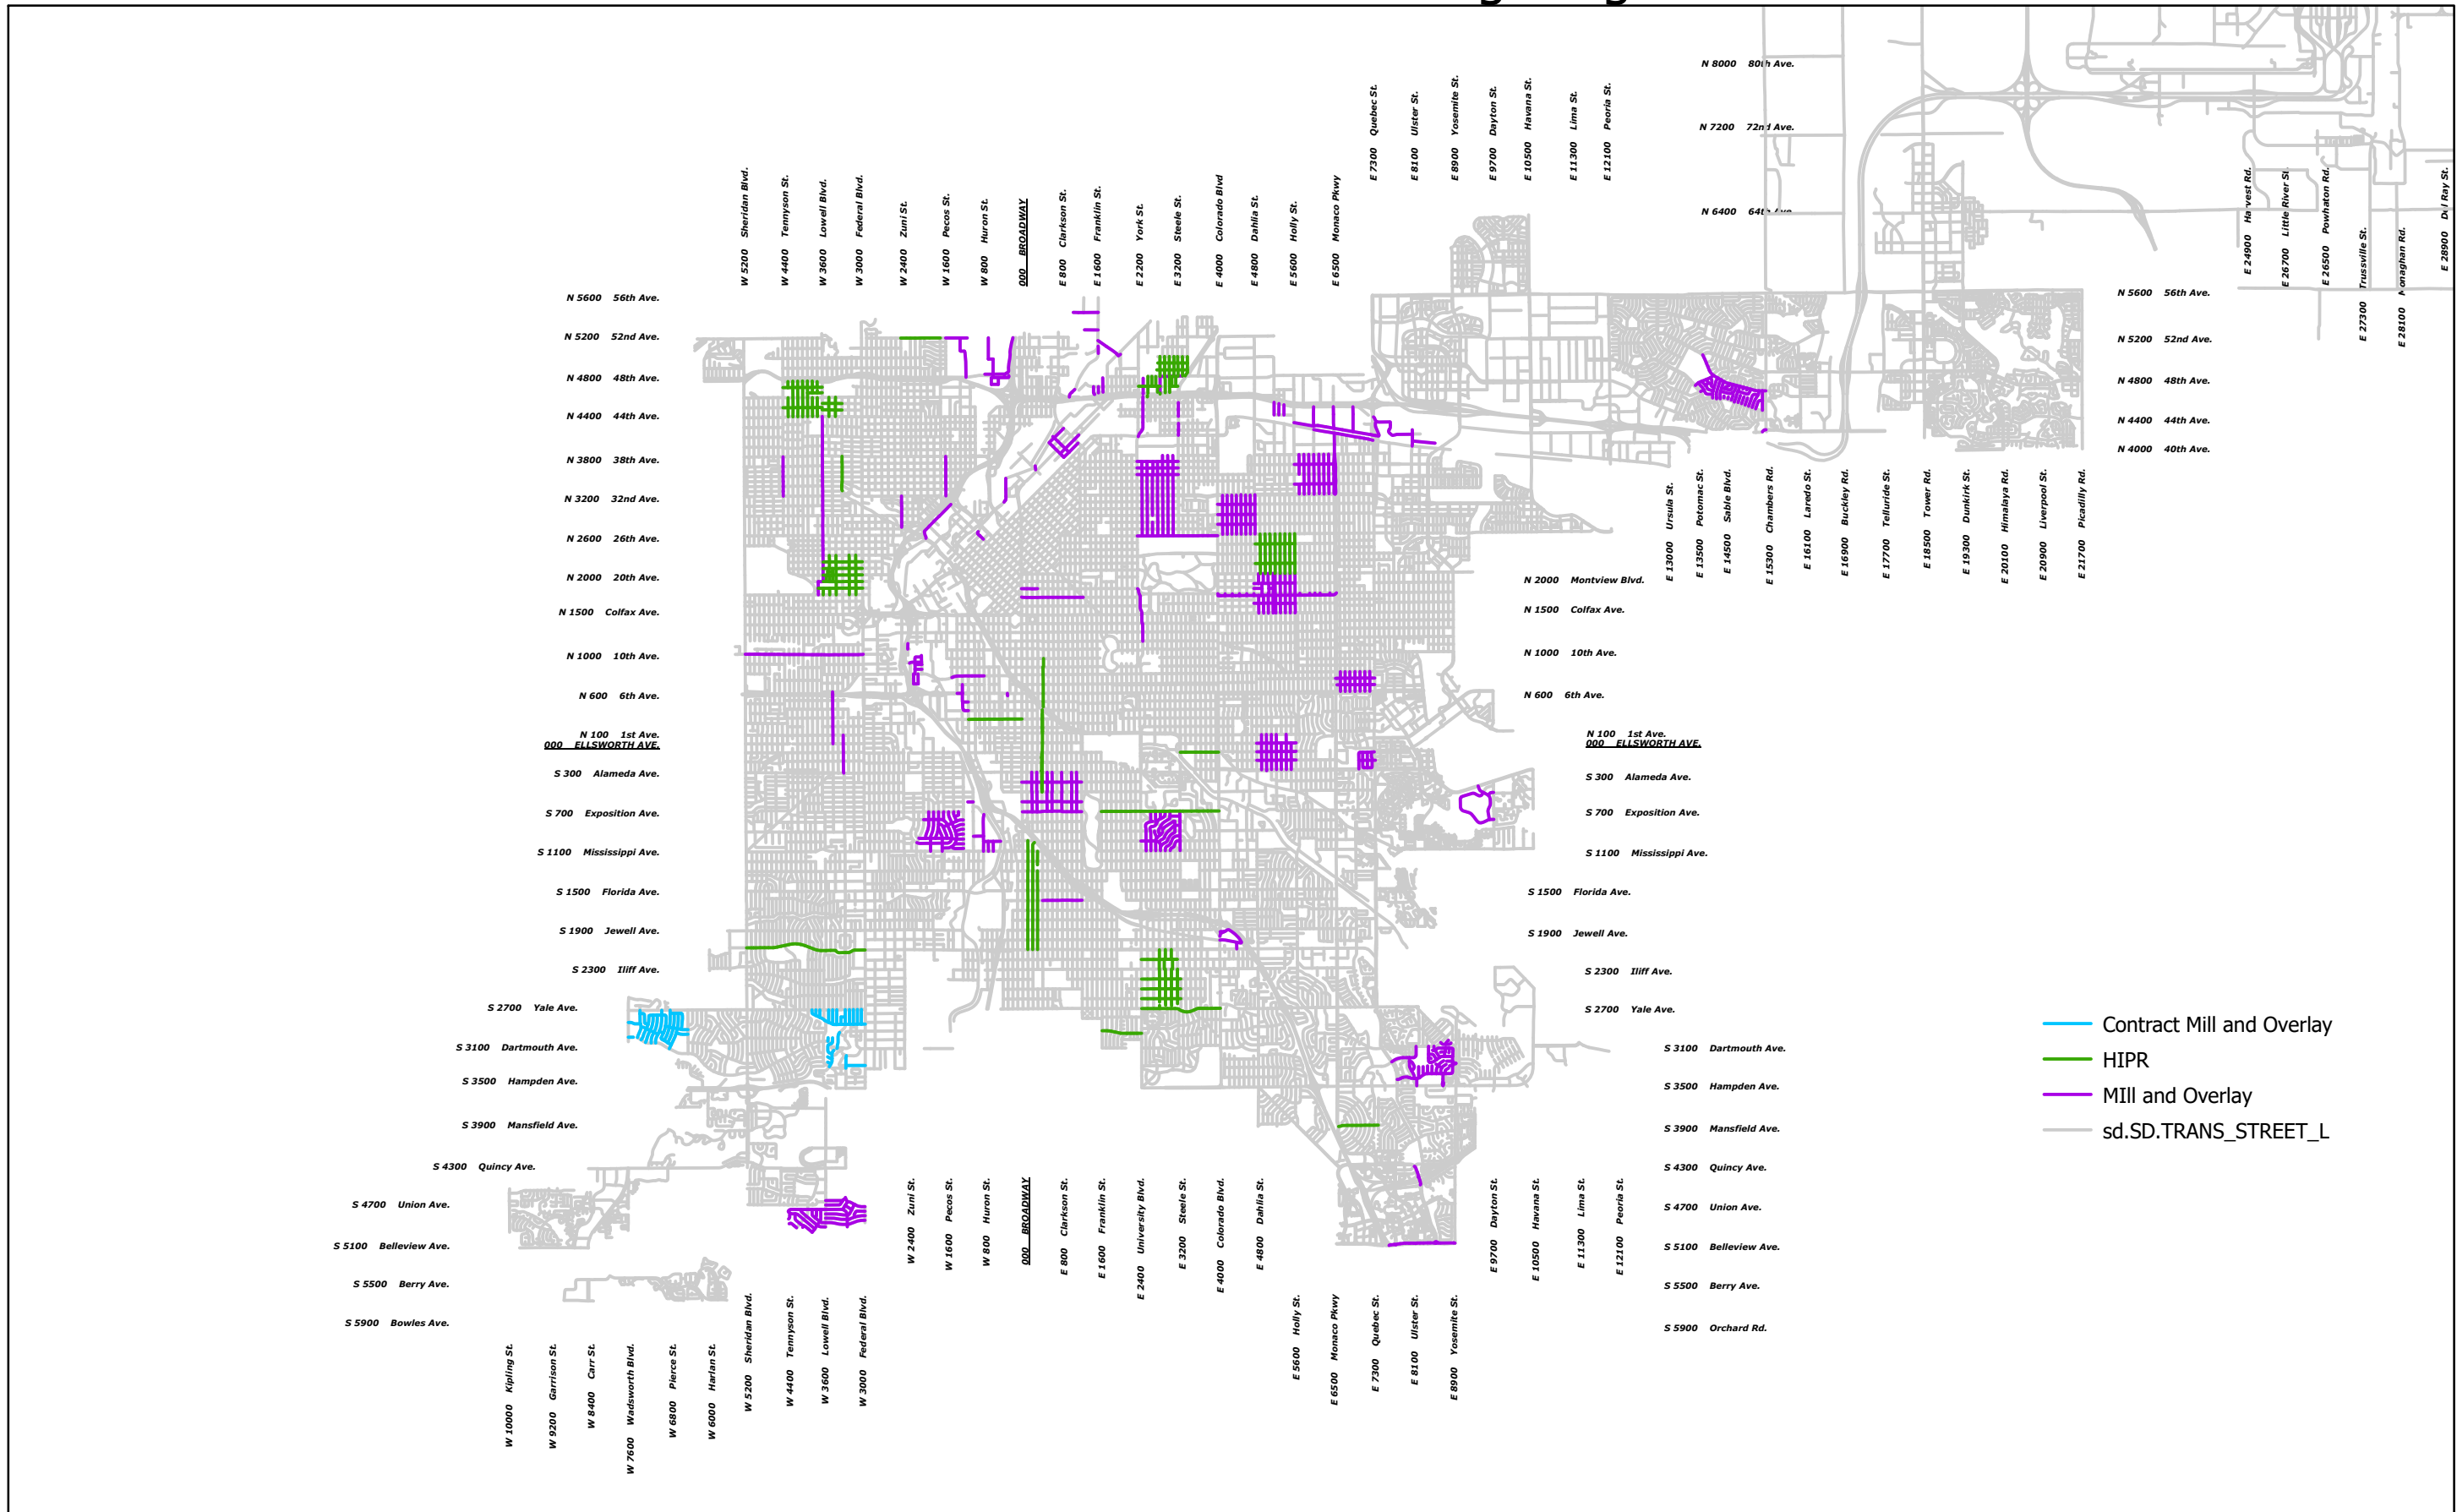 N 8000 80th Ave.
N 7200 72nd Ave.
N 6400 64th Ave.
E 7300 Quebec St.
E 8100 Ulster St.
E 8900 Yosemite St.
E 9700 Dayton St.
E 10500 Havana St.
E 11300 Lima St.
E 12100 Peoria St.
W 5200 Sheridan Blvd.
W 4400 Tennyson St.
W 3600 Lowell Blvd.
W 3000 Federal Blvd.
W 2400 Zuni St.
W 1600 Pecos St.
W 800 Huron St.
000 BROADWAY
E 800 Clarkson St.
E 1600 Franklin St.
E 2200 York St.
E 3200 Steele St.
E 4000 Colorado Blvd
E 4800 Dahlia St.
E 5600 Holly St.
E 6500 Monaco Pkwy
E 24900 Harvest Rd.
E 26700 Little River St.
E 26500 Powhaton Rd.
E 27300 Trussville St.
E 28100 Monaghan Rd.
E 28900 Del Ray St.
N 5600 56th Ave.
N 5200 52nd Ave.
N 4800 48th Ave.
N 4400 44th Ave.
N 3800 38th Ave.
N 3200 32nd Ave.
N 2600 26th Ave.
N 2000 20th Ave.
N 1500 Colfax Ave.
N 1000 10th Ave.
N 600 6th Ave.
N 100 1st Ave.
000 ELLSWORTH AVE.
S 300 Alameda Ave.
S 700 Exposition Ave.
S 1100 Mississippi Ave.
S 1500 Florida Ave.
S 1900 Jewell Ave.
S 2300 Iliff Ave.
S 2700 Yale Ave.
S 3100 Dartmouth Ave.
S 3500 Hampden Ave.
S 3900 Mansfield Ave.
S 4300 Quincy Ave.
S 4700 Union Ave.
S 5100 Belleview Ave.
S 5500 Berry Ave.
S 5900 Bowles Ave.
N 5600 56th Ave.
N 5200 52nd Ave.
N 4800 48th Ave.
N 4400 44th Ave.
N 4000 40th Ave.
E 13000 Ursula St.
E 13500 Potomac St.
E 14500 Sable Blvd.
E 15300 Chambers Rd.
E 16100 Laredo St.
E 16900 Buckley Rd.
E 17700 Telluride St.
E 18500 Tower Rd.
E 19300 Dunkirk St.
E 20100 Himalaya Rd.
E 20900 Liverpool St.
E 21700 Picadilly Rd.
N 2000 Montview Blvd.
N 1500 Colfax Ave.
N 1000 10th Ave.
N 600 6th Ave.
N 100 1st Ave.
000 ELLSWORTH AVE.
S 300 Alameda Ave.
S 700 Exposition Ave.
S 1100 Mississippi Ave.
S 1500 Florida Ave.
S 1900 Jewell Ave.
S 2300 Iliff Ave.
S 2700 Yale Ave.
S 3100 Dartmouth Ave.
S 3500 Hampden Ave.
S 3900 Mansfield Ave.
S 4300 Quincy Ave.
S 4700 Union Ave.
S 5100 Belleview Ave.
S 5500 Berry Ave.
S 5900 Orchard Rd.
Contract Mill and Overlay
HIPR
MIll and Overlay
sd.SD.TRANS_STREET_L
W 2400 Zuni St.
W 1600 Pecos St.
W 800 Huron St.
000 BROADWAY
E 800 Clarkson St.
E 1600 Franklin St.
E 2400 University Blvd.
E 3200 Steele St.
E 4000 Colorado Blvd.
E 4800 Dahlia St.
E 9700 Dayton St.
E 10500 Havana St.
E 11300 Lima St.
E 12100 Peoria St.
W 10000 Kipling St.
W 9200 Garrison St.
W 8400 Carr St.
W 7600 Wadsworth Blvd.
W 6800 Pierce St.
W 6000 Harlan St.
W 5200 Sheridan Blvd.
W 4400 Tennyson St.
W 3600 Lowell Blvd.
W 3000 Federal Blvd.
E 5600 Holly St.
E 6500 Monaco Pkwy
E 7300 Quebec St.
E 8100 Ulster St.
E 8900 Yosemite St.